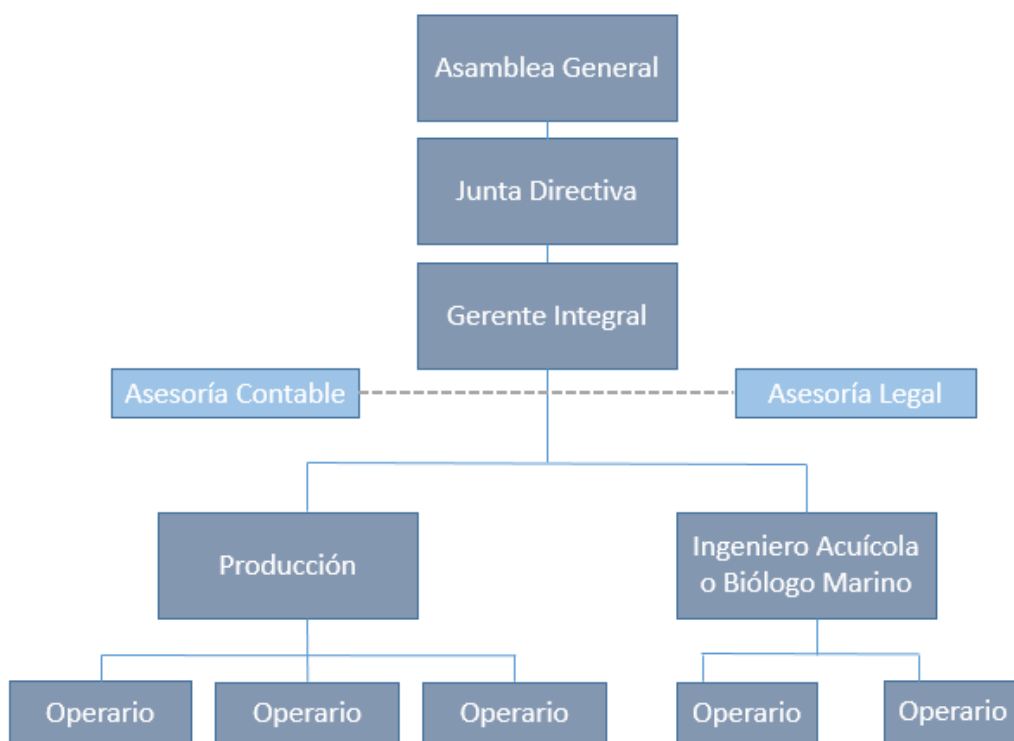 Asamblea General
Junta Directiva
Gerente Integral
Asesoría Contable
Asesoría Legal
Producción
Ingeniero Acuícola
o Biólogo Marino
Operario
Operario
Operario
Operario
Operario